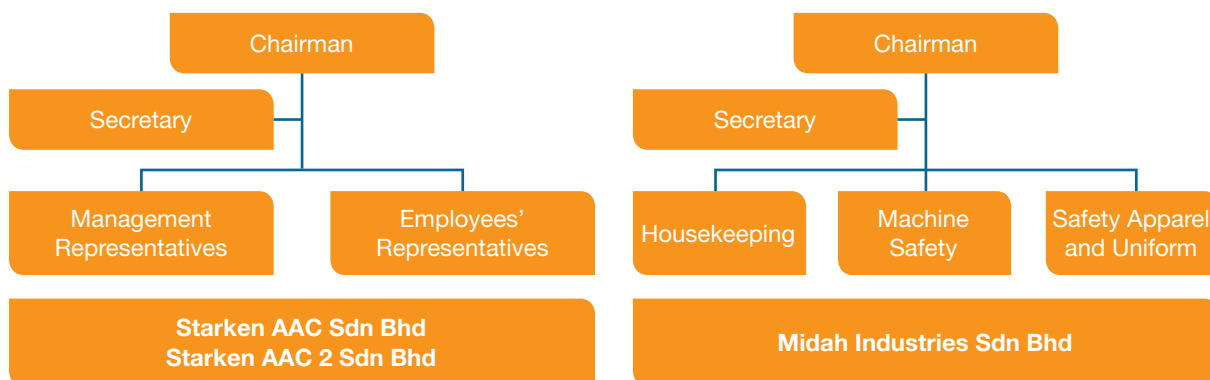 Chairman
Secretary
Management
Representatives
Employees’
Representatives
Starken AAC Sdn Bhd
Starken AAC 2 Sdn Bhd
Chairman
Secretary
Housekeeping
Machine
Safety
Safety Apparel
and Uniform
Midah Industries Sdn Bhd